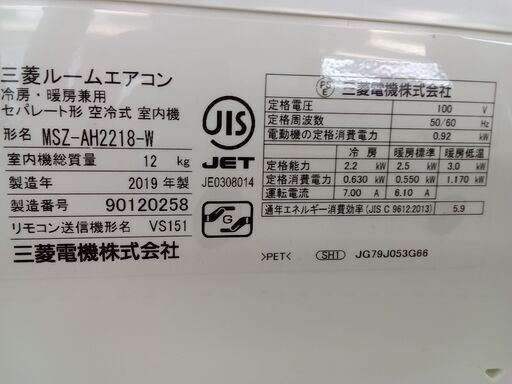 三菱ルームエアコン
冷房・暖房兼用
セパレート形 空冷式 室内機
形名 MSZ-AH2218-W
室内機総質量 12 kg
製造年 2019 年製
製造番号 90120258
リモコン送信機形名 VS151
三菱電機株式会社
JIS
JET
JE0308014
G
PSE 三菱電機株式会社
定格電圧 100 V
定格周波数 50/60 Hz
電動機の定格消費電力 0.92 kW
冷 房 暖房標準 暖房低温
定格能力 2.2 kW 2.5 kW 3.0 kW
定格消費電力 0.630 kW 0.550 kW 1.170 kW
運転電流 7.00 A 6.10 A
通年エネルギー消費効率(JIS C 9612:2013) 5.9
>PET< SHI JG79J053G66